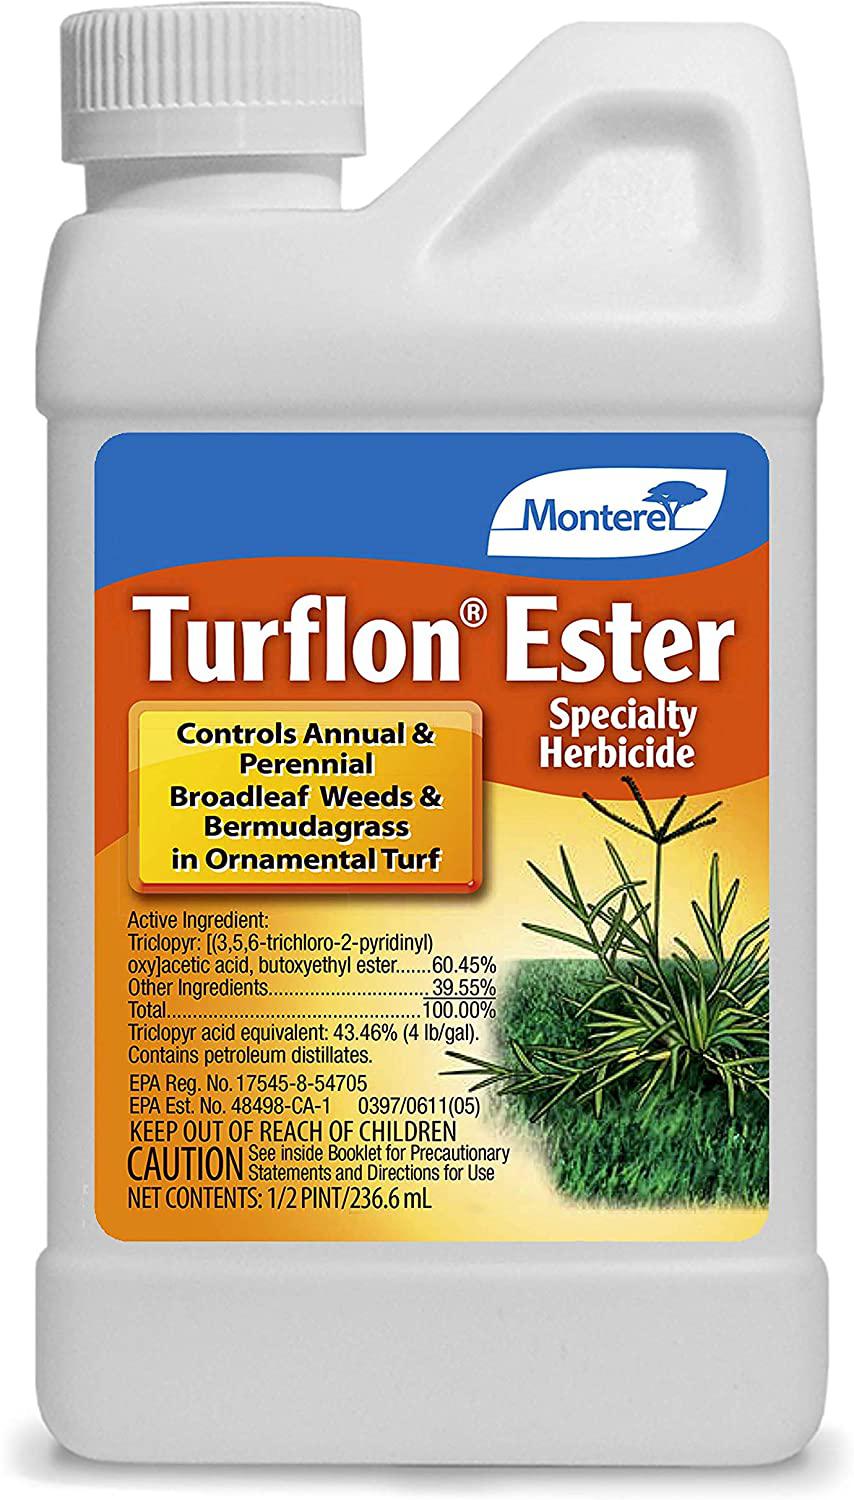 Monterey
Turflon® Ester
Specialty
Herbicide
Controls Annual &
Perennial
Broadleaf Weeds &
Bermudagrass
in Ornamental Turf
Active Ingredient:
Triclopyr: [(3,5,6-trichloro-2-pyridinyl)
oxy]acetic acid, butoxyethyl ester.......60.45%
Other Ingredients............................39.55%
Total..............................................100.00%
Triclopyr acid equivalent: 43.46% (4 lb/gal).
Contains petroleum distillates.
EPA Reg. No. 17545-8-54705
EPA Est. No. 48498-CA-1 0397/0611(05)
KEEP OUT OF REACH OF CHILDREN
CAUTION See inside Booklet for Precautionary
Statements and Directions for Use
NET CONTENTS: 1/2 PINT/236.6 mL